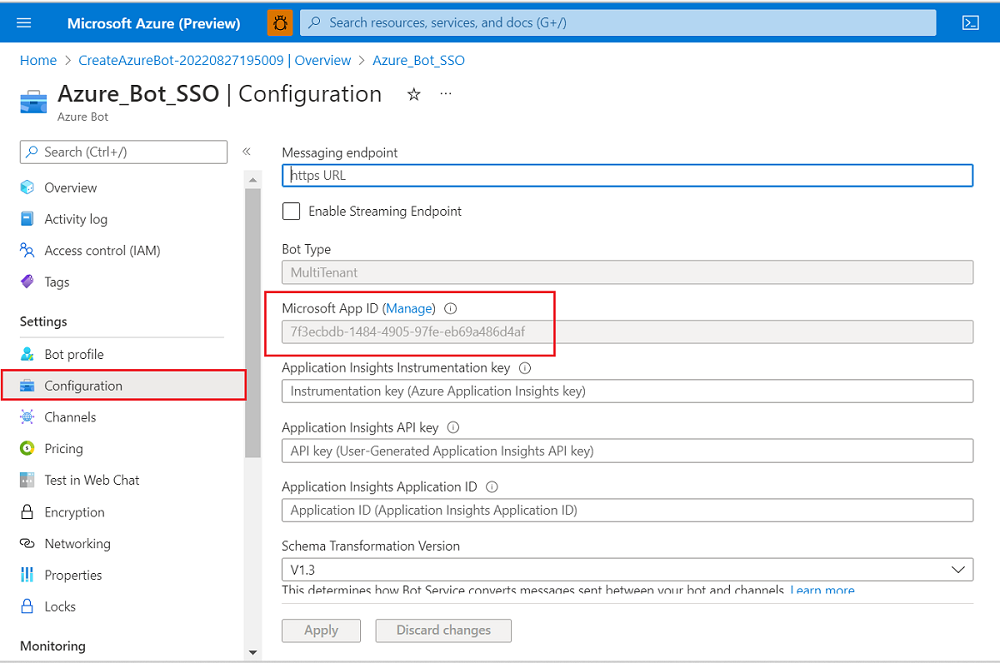 Microsoft Azure (Preview)
Search resources, services, and docs (G+/)
Home > CreateAzureBot-20220827195009 | Overview > Azure_Bot_SSO
Azure_Bot_SSO | Configuration
Azure Bot
Search (Ctrl+/)
Overview
Activity log
Access control (IAM)
Tags
Settings
Bot profile
Configuration
Channels
Pricing
Test in Web Chat
Encryption
Networking
Properties
Locks
Monitoring
Messaging endpoint
https URL
Enable Streaming Endpoint
Bot Type
MultiTenant
Microsoft App ID (Manage)
7f3ecbdb-1484-4905-97fe-eb69a486d4af
Application Insights Instrumentation key
Instrumentation key (Azure Application Insights key)
Application Insights API key
API key (User-Generated Application Insights API key)
Application Insights Application ID
Application ID (Application Insights Application ID)
Schema Transformation Version
V1.3
This determines how Bot Service converts messages sent between your bot and channels. Learn more
Apply
Discard changes